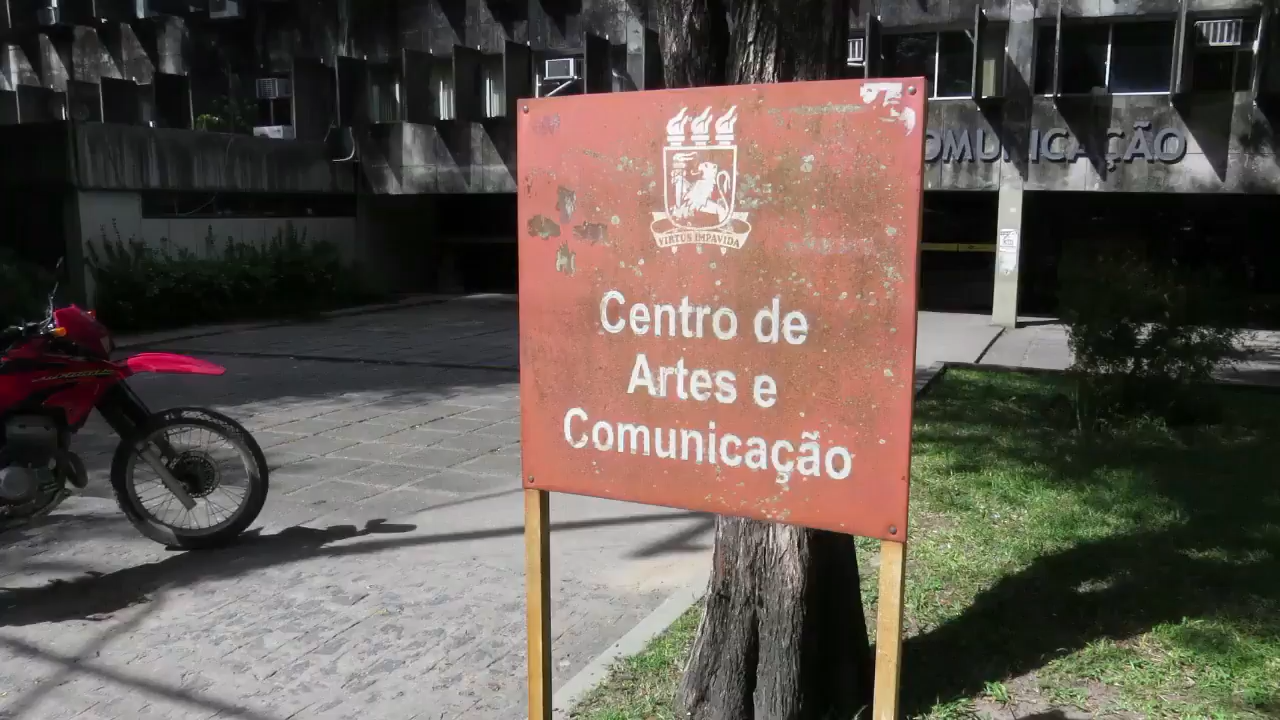 VIRTUS IMPAVIDA
Centro de
Artes e
Comunicação
OMUNICAÇÃO